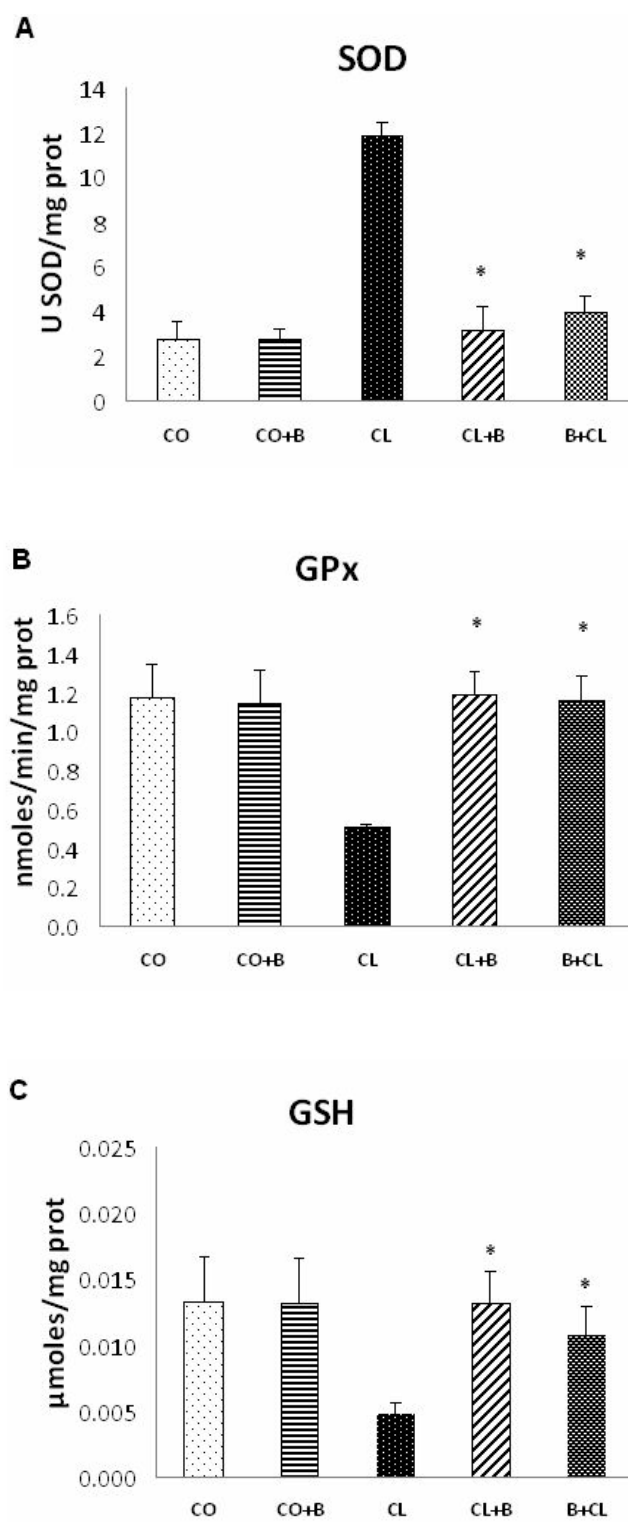 A
SOD
U SOD/mg prot
14
12
10
8
6
4
2
0
*
*
CO CO+B CL CL+B B+CL
B
GPx
nmoles/min/mg prot
1.6
1.4
1.2
1.0
0.8
0.6
0.4
0.2
0.0
*
*
CO CO+B CL CL+B B+CL
C
GSH
μmoles/mg prot
0.025
0.020
0.015
0.010
0.005
0.000
*
*
CO CO+B CL CL+B B+CL